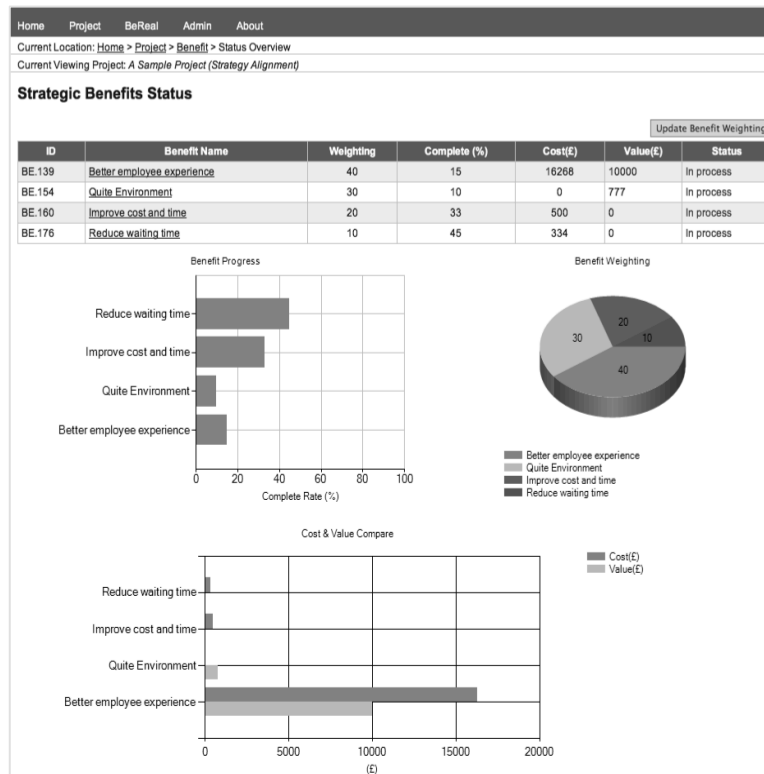 Home Project BeReal Admin About
Current Location: Home > Project > Benefit > Status Overview
Current Viewing Project: A Sample Project (Strategy Alignment)
Strategic Benefits Status
Update Benefit Weighting
ID Benefit Name Weighting Complete (%) Cost(£) Value(£) Status
BE.139 Better employee experience 40 15 16268 10000 In process
BE.154 Quite Environment 30 10 0 777 In process
BE.160 Improve cost and time 20 33 500 0 In process
BE.176 Reduce waiting time 10 45 334 0 In process
Benefit Progress
Reduce waiting time
Improve cost and time
Quite Environment
Better employee experience
0 20 40 60 80 100
Complete Rate (%)
Benefit Weighting
20
30
10
40
Better employee experience
Quite Environment
Improve cost and time
Reduce waiting time
Cost & Value Compare
Cost(£)
Value(£)
Reduce waiting time
Improve cost and time
Quite Environment
Better employee experience
0 5000 10000 15000 20000
(£)